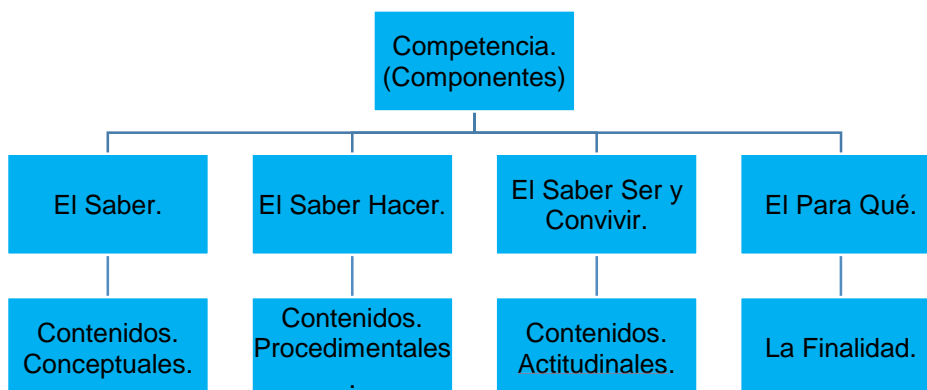 Competencia.
(Componentes)
El Saber.
El Saber Hacer.
El Saber Ser y
Convivir.
El Para Qué.
Contenidos.
Conceptuales.
Contenidos.
Procedimentales
.
Contenidos.
Actitudinales.
La Finalidad.